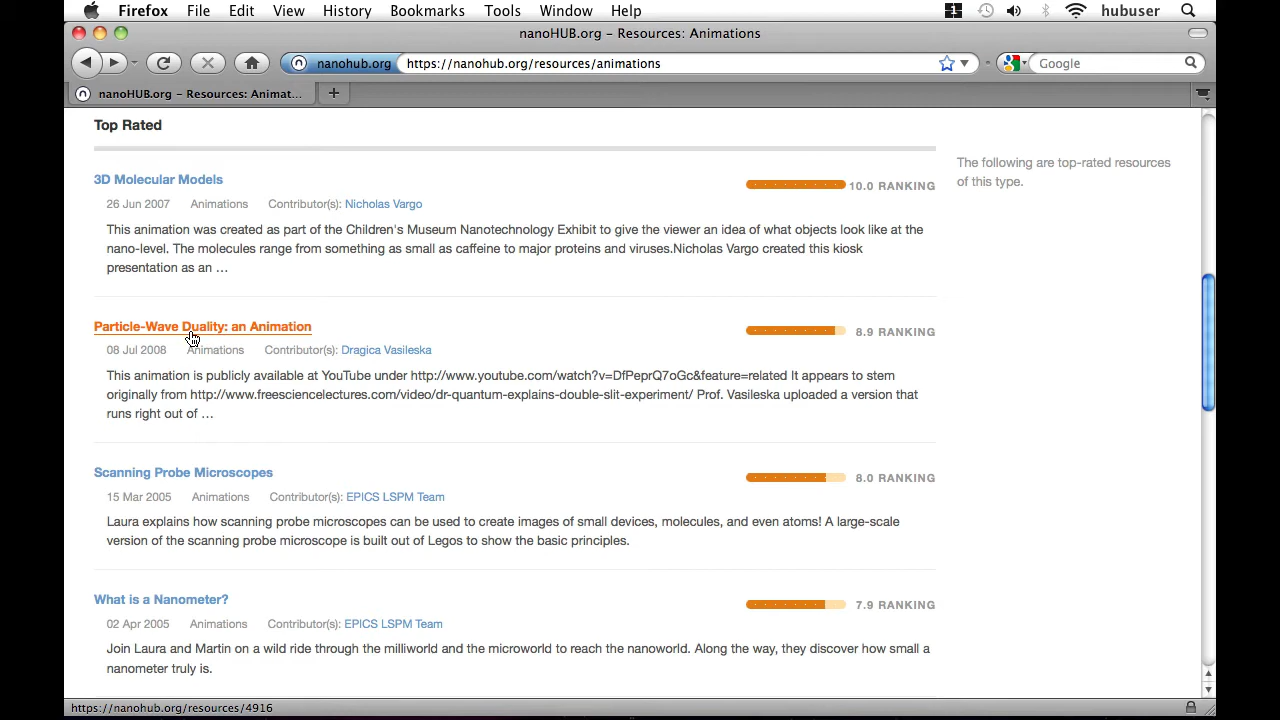 Firefox File Edit View History Bookmarks Tools Window Help hubuser
nanoHUB.org – Resources: Animations
nanohub.org https://nanohub.org/resources/animations Google
nanoHUB.org – Resources: Animat...
Top Rated
The following are top-rated resources
of this type.
3D Molecular Models
10.0 RANKING
26 Jun 2007 Animations Contributor(s): Nicholas Vargo
This animation was created as part of the Children's Museum Nanotechnology Exhibit to give the viewer an idea of what objects look like at the
nano-level. The molecules range from something as small as caffeine to major proteins and viruses.Nicholas Vargo created this kiosk
presentation as an …
Particle-Wave Duality: an Animation
8.9 RANKING
08 Jul 2008 Animations Contributor(s): Dragica Vasileska
This animation is publicly available at YouTube under http://www.youtube.com/watch?v=DfPeprQ7oGc&feature=related It appears to stem
originally from http://www.freesciencelectures.com/video/dr-quantum-explains-double-slit-experiment/ Prof. Vasileska uploaded a version that
runs right out of …
Scanning Probe Microscopes
8.0 RANKING
15 Mar 2005 Animations Contributor(s): EPICS LSPM Team
Laura explains how scanning probe microscopes can be used to create images of small devices, molecules, and even atoms! A large-scale
version of the scanning probe microscope is built out of Legos to show the basic principles.
What is a Nanometer?
7.9 RANKING
02 Apr 2005 Animations Contributor(s): EPICS LSPM Team
Join Laura and Martin on a wild ride through the milliworld and the microworld to reach the nanoworld. Along the way, they discover how small a
nanometer truly is.
https://nanohub.org/resources/4916